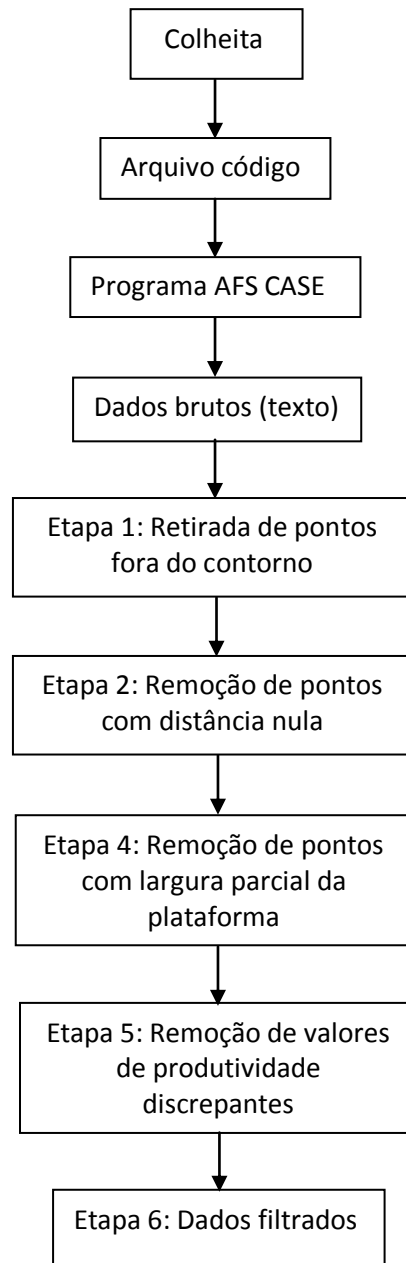 Colheita
Arquivo código
Programa AFS CASE
Dados brutos (texto)
Etapa 1: Retirada de pontos
fora do contorno
Etapa 2: Remoção de pontos
com distância nula
Etapa 4: Remoção de pontos
com largura parcial da
plataforma
Etapa 5: Remoção de valores
de produtividade
discrepantes
Etapa 6: Dados filtrados